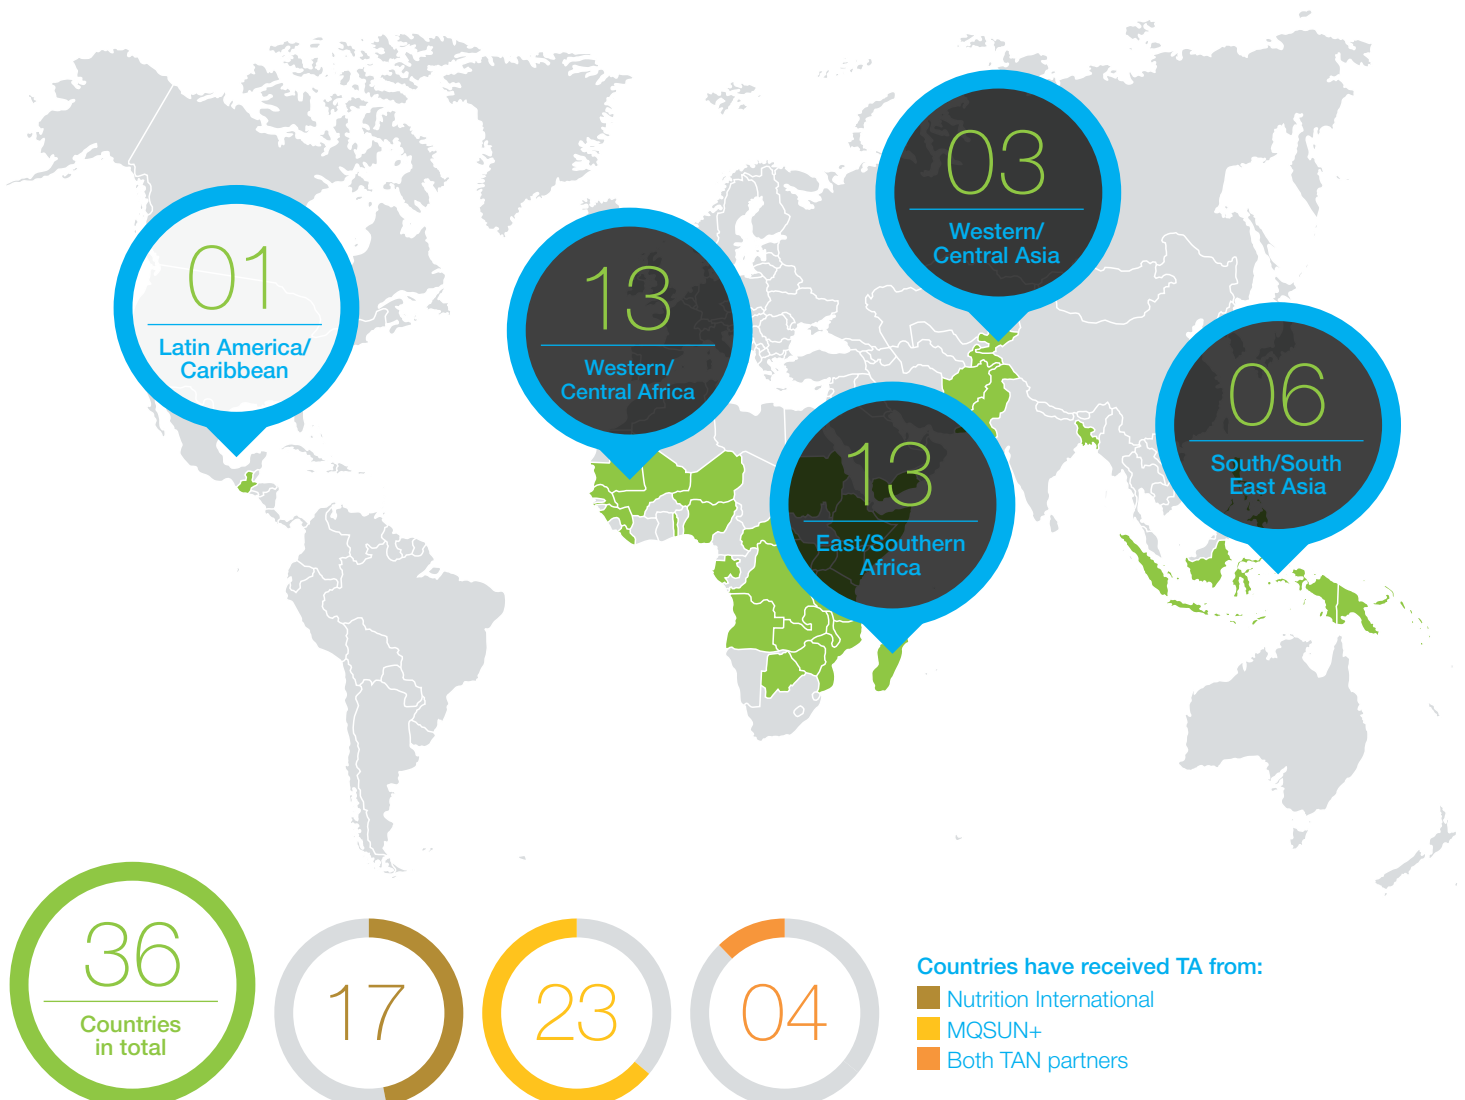 03
Western/
Central Asia
01
Latin America/
Caribbean
13
Western/
Central Africa
06
South/South
East Asia
13
East/Southern
Africa
36
Countries
in total
17
23
04
Countries have received TA from:
Nutrition International
MQSUN+
Both TAN partners